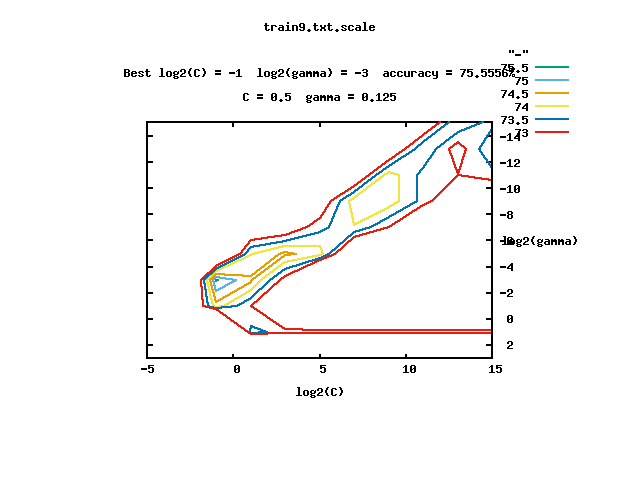 train9.txt.scale
"-"
Best log2(C) = -1  log2(gamma) = -3  accuracy = 75.5556%
75.5
75
C = 0.5  gamma = 0.125
74.5
74
73.5
73
-14
-12
-10
-8
-6
log2(gamma)
-4
-2
0
2
-5 0 5 10 15
log2(C)